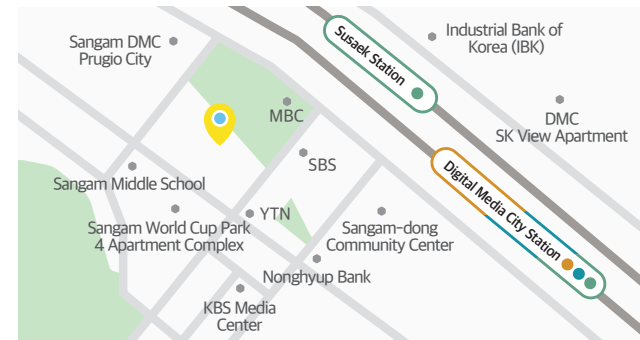 Sangam DMC
Prugio City
Susaek Station
Industrial Bank of
Korea (IBK)
MBC
DMC
SK View Apartment
SBS
Digital Media City Station
Sangam Middle School
YTN
Sangam World Cup Park
4 Apartment Complex
Sangam-dong
Community Center
Nonghyup Bank
KBS Media
Center